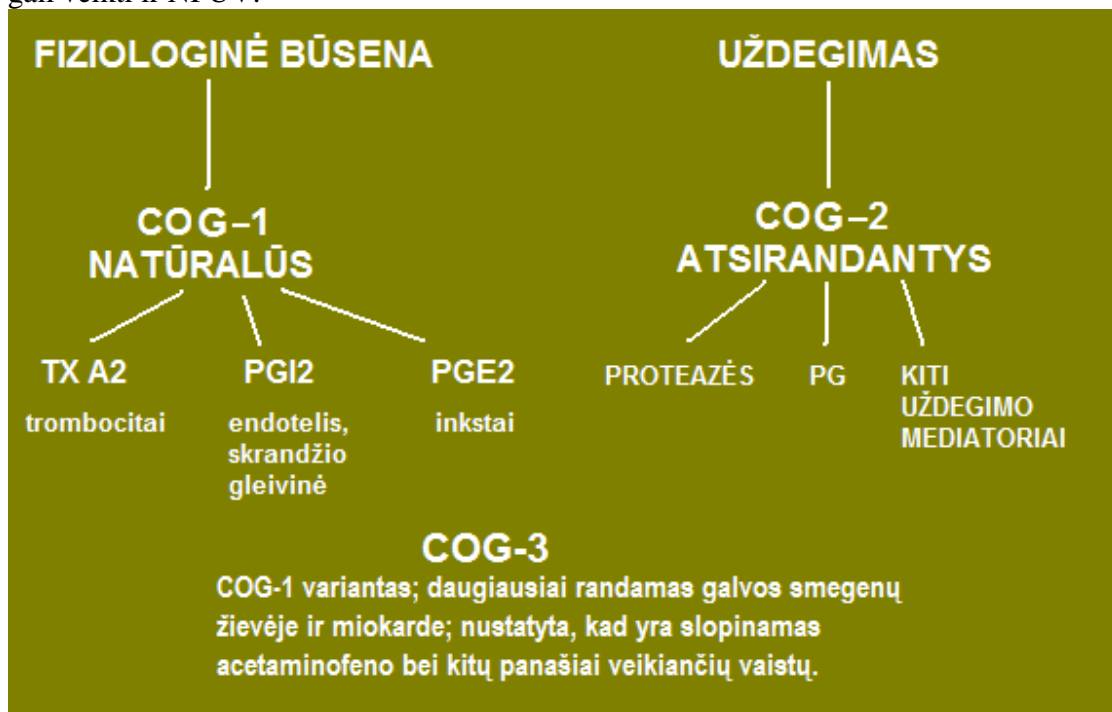 FIZIOLOGINĖ BŪSENA
UŽDEGIMAS
COG–1
NATŪRALŪS
COG–2
ATSIRANDANTYS
TX A2
trombocitai
PGI2
endotelis,
skrandžio
gleivinė
PGE2
inkstai
PROTEAZĖS
PG
KITI
UŽDEGIMO
MEDIATORIAI
COG-3
COG-1 variantas; daugiausiai randamas galvos smegenų
žievėje ir miokarde; nustatyta, kad yra slopinamas
acetaminofeno bei kitų panašiai veikiančių vaistų.